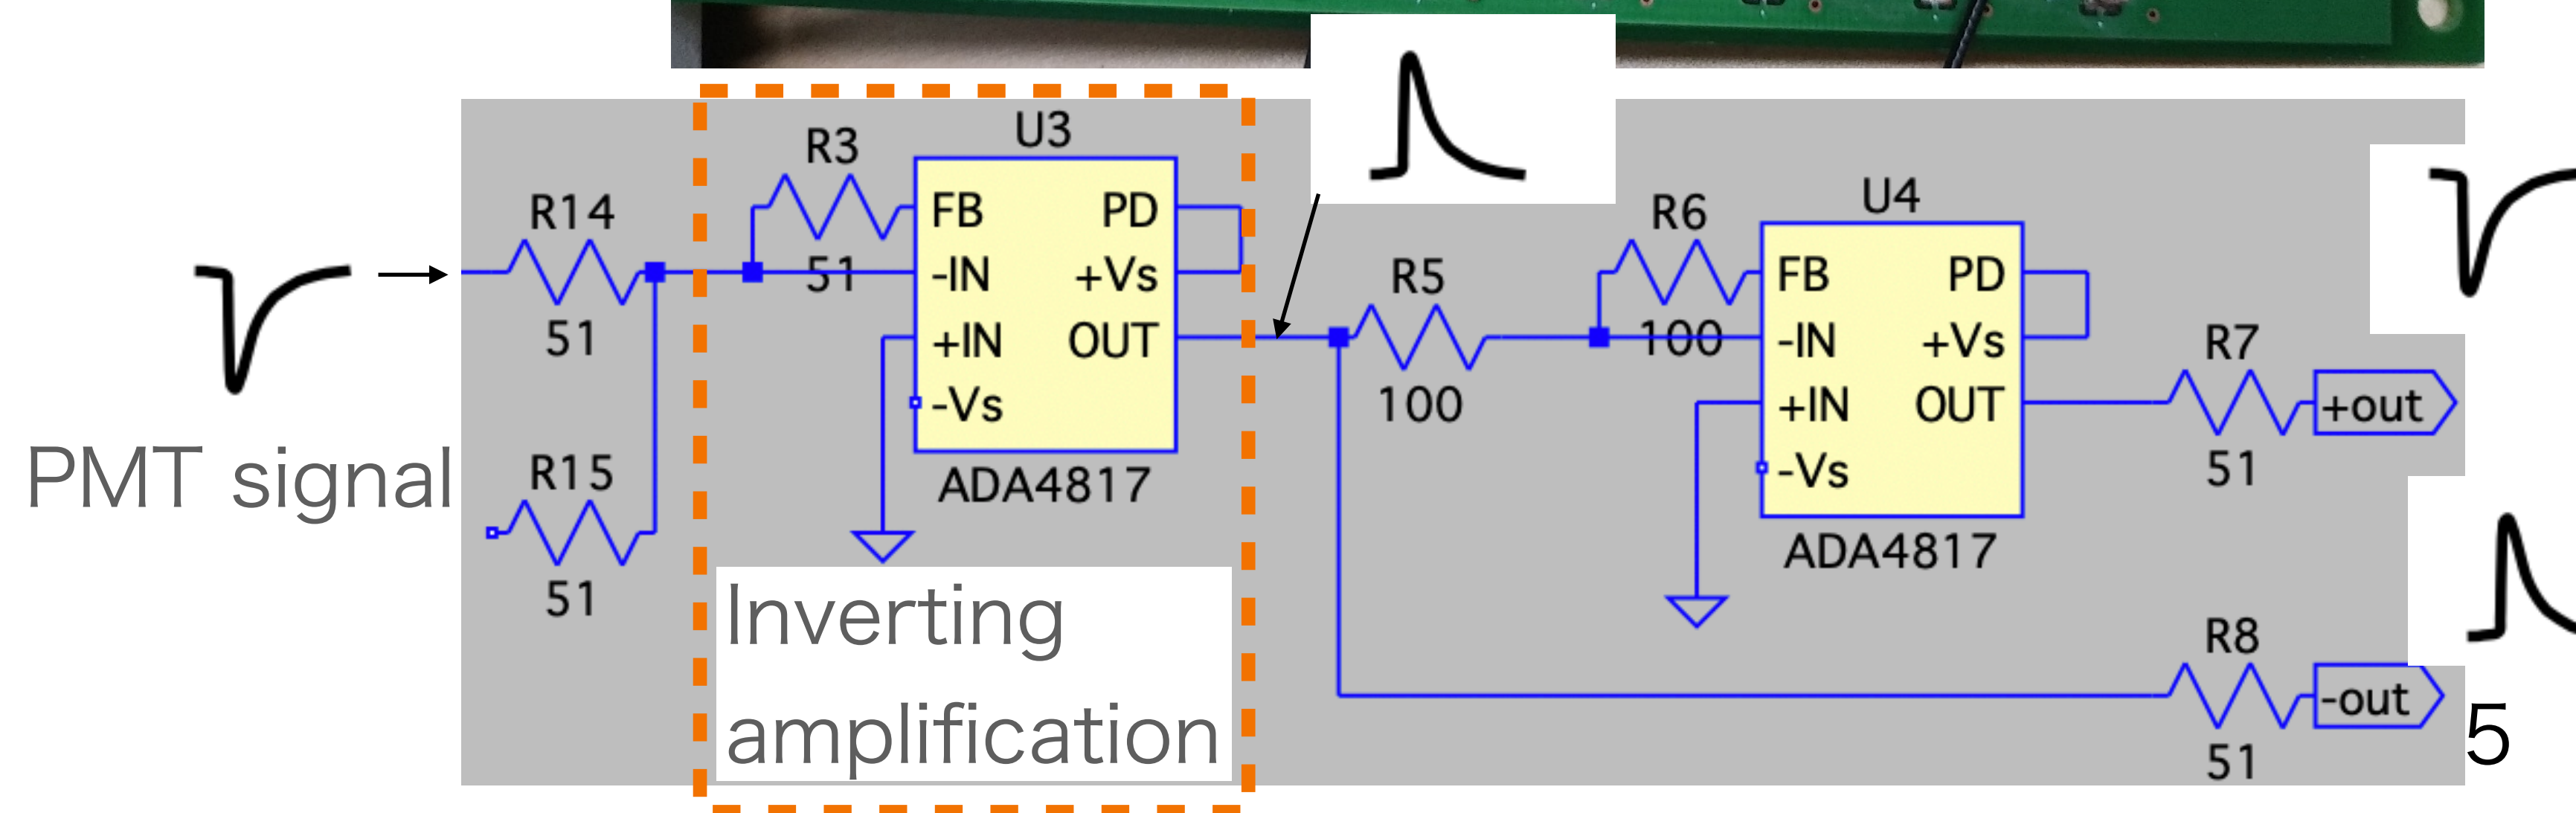 PMT signal
R14
51
R15
51
R3
51
U3
FB
PD
-IN
+Vs
+IN
OUT
-Vs
ADA4817
Inverting
amplification
R5
100
R6
100
U4
FB
PD
-IN
+Vs
+IN
OUT
-Vs
ADA4817
R7
51
+out
R8
51
-out
5